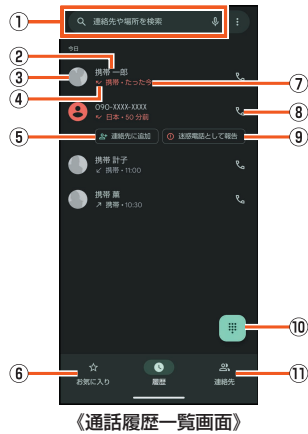 ①
連絡先や場所を検索
今日
②
携帯 一郎
③
携帯・たった今
⑦
④
090-XXXX-XXXX
日本・50 分前
⑧
⑤
連絡先に追加
迷惑電話として報告
⑨
携帯 計子
携帯・11:00
携帯 薫
携帯・10:30
⑩
⑥
お気に入り
履歴
連絡先
⑪
《通話履歴一覧画面》